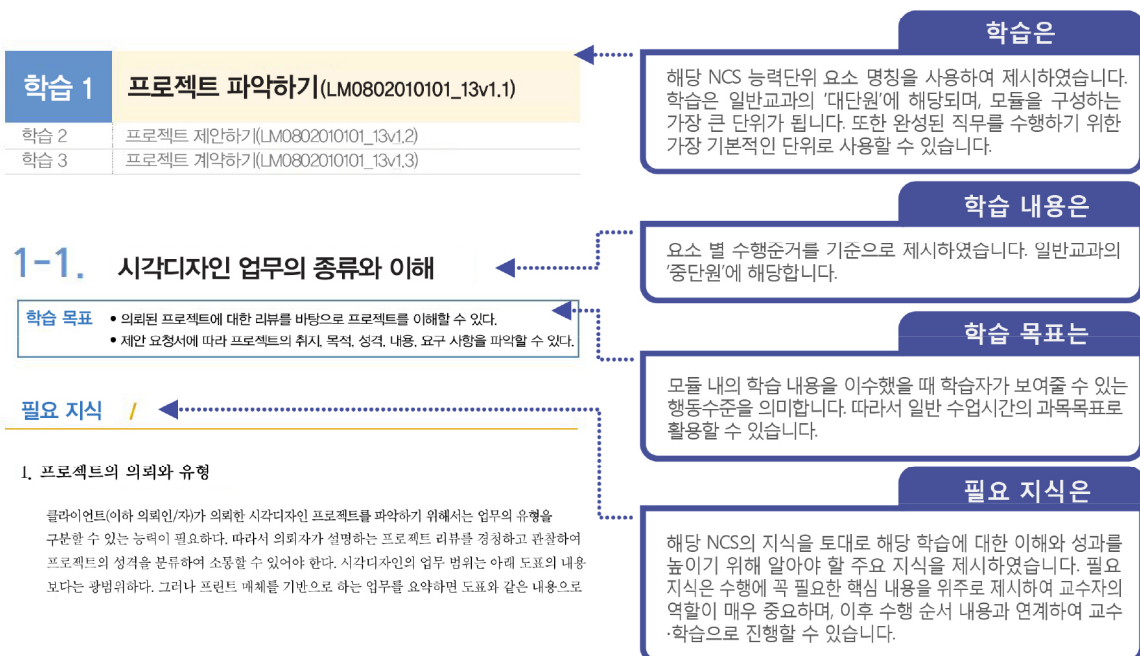 학습 1 프로젝트 파악하기(LM0802010101_13v1.1)
학습 2 프로젝트 제안하기(LM0802010101_13v1.2)
학습 3 프로젝트 계약하기(LM0802010101_13v1.3)
1-1. 시각디자인 업무의 종류와 이해
학습 목표 • 의뢰된 프로젝트에 대한 리뷰를 바탕으로 프로젝트를 이해할 수 있다.
• 제안 요청서에 따라 프로젝트의 취지, 목적, 성격, 내용, 요구 사항을 파악할 수 있다.
필요 지식 /
1. 프로젝트의 의뢰와 유형
클라이언트(이하 의뢰인/자)가 의뢰한 시각디자인 프로젝트를 파악하기 위해서는 업무의 유형을
구분할 수 있는 능력이 필요하다. 따라서 의뢰자가 설명하는 프로젝트 리뷰를 경청하고 관찰하여
프로젝트의 성격을 분류하여 소통할 수 있어야 한다. 시각디자인의 업무 범위는 아래 도표의 내용
보다는 광범위하다. 그러나 프린트 매체를 기반으로 하는 업무를 요약하면 도표와 같은 내용으로
학습은
해당 NCS 능력단위 요소 명칭을 사용하여 제시하였습니다.
학습은 일반교과의 '대단원'에 해당되며, 모듈을 구성하는
가장 큰 단위가 됩니다. 또한 완성된 직무를 수행하기 위한
가장 기본적인 단위로 사용할 수 있습니다.
학습 내용은
요소 별 수행준거를 기준으로 제시하였습니다. 일반교과의
'중단원'에 해당합니다.
학습 목표는
모듈 내의 학습 내용을 이수했을 때 학습자가 보여줄 수 있는
행동수준을 의미합니다. 따라서 일반 수업시간의 과목목표로
활용할 수 있습니다.
필요 지식은
해당 NCS의 지식을 토대로 해당 학습에 대한 이해와 성과를
높이기 위해 알아야 할 주요 지식을 제시하였습니다. 필요
지식은 수행에 꼭 필요한 핵심 내용을 위주로 제시하여 교수자의
역할이 매우 중요하며, 이후 수행 순서 내용과 연계하여 교수
·학습으로 진행할 수 있습니다.